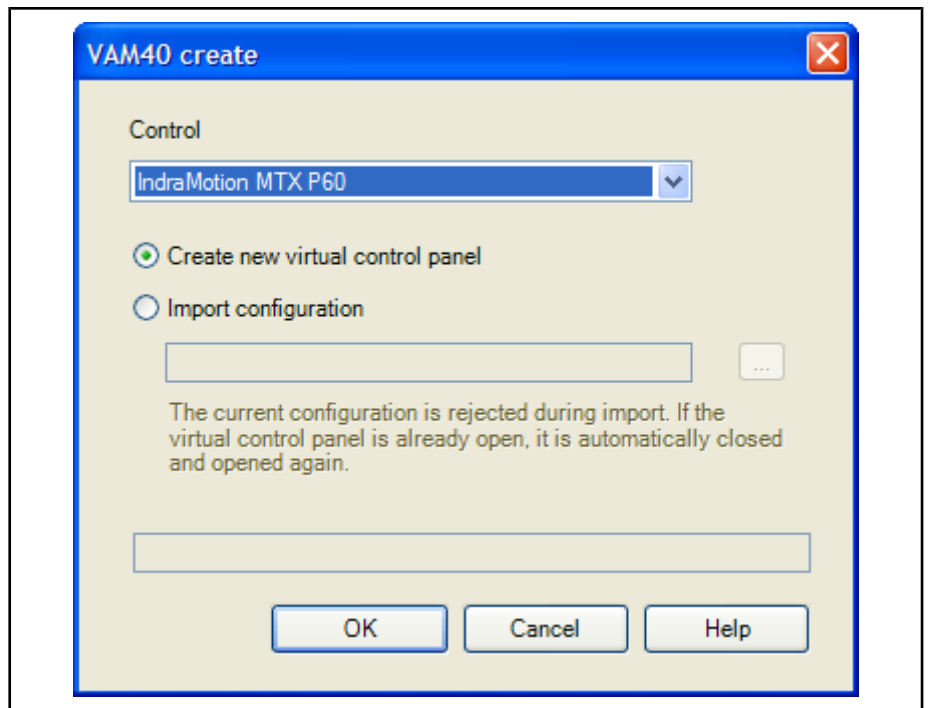 VAM40 create
Control
IndraMotion MTX P60
Create new virtual control panel
Import configuration
...
The current configuration is rejected during import. If the
virtual control panel is already open, it is automatically closed
and opened again.
OK Cancel Help